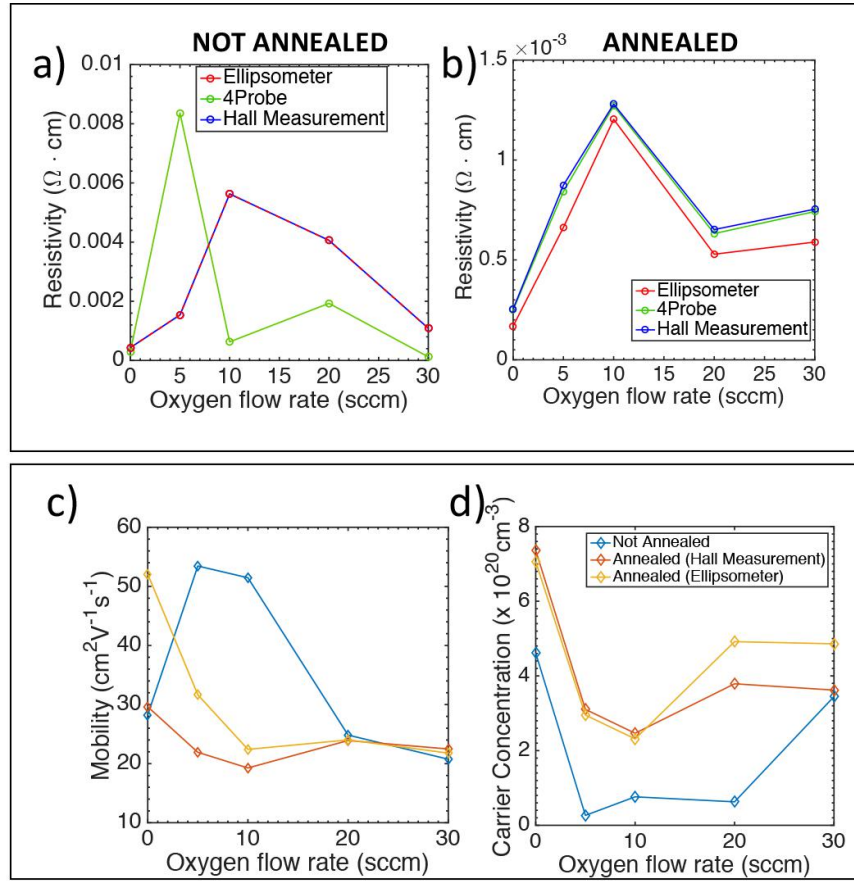 NOT ANNEALED
ANNEALED
a)
Ellipsometer
4Probe
Hall Measurement
0.01
0.008
0.006
0.004
0.002
0
Resistivity (Ω · cm)
0 5 10 20 30
Oxygen flow rate (sccm)
b)
×10-3
1.5
1
0.5
0
Resistivity (Ω · cm)
Ellipsometer
4Probe
Hall Measurement
0 5 10 20 30
Oxygen flow rate (sccm)
c)
60
50
40
30
20
10
Mobility (cm2V-1s-1)
0 10 20 30
Oxygen flow rate (sccm)
d)
8
6
4
2
0
Carrier Concentration (x 1020cm-3)
Not Annealed
Annealed (Hall Measurement)
Annealed (Ellipsometer)
0 10 20 30
Oxygen flow rate (sccm)